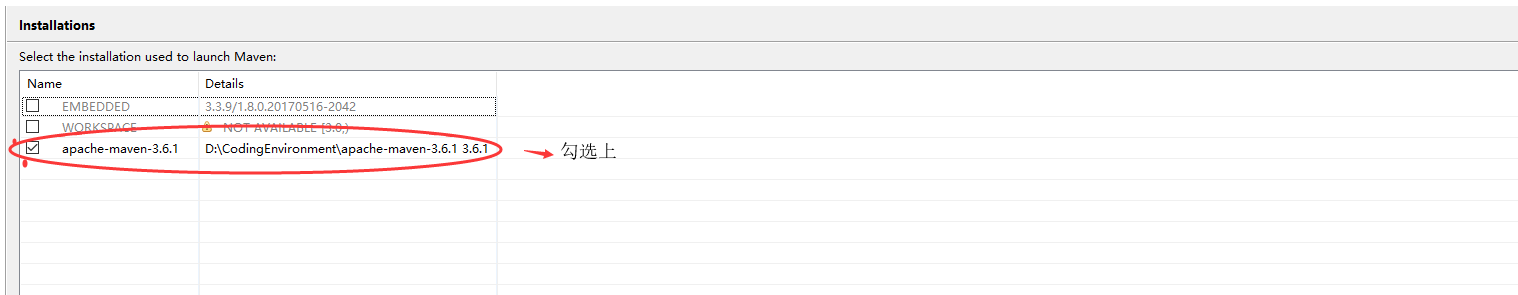 Installations
Select the installation used to launch Maven:
Name Details
EMBEDDED 3.3.9/1.8.0.20170516-2042
WORKSPACE NOT AVAILABLE [3.0,)
apache-maven-3.6.1 D:\CodingEnvironment\apache-maven-3.6.1 3.6.1 勾选上